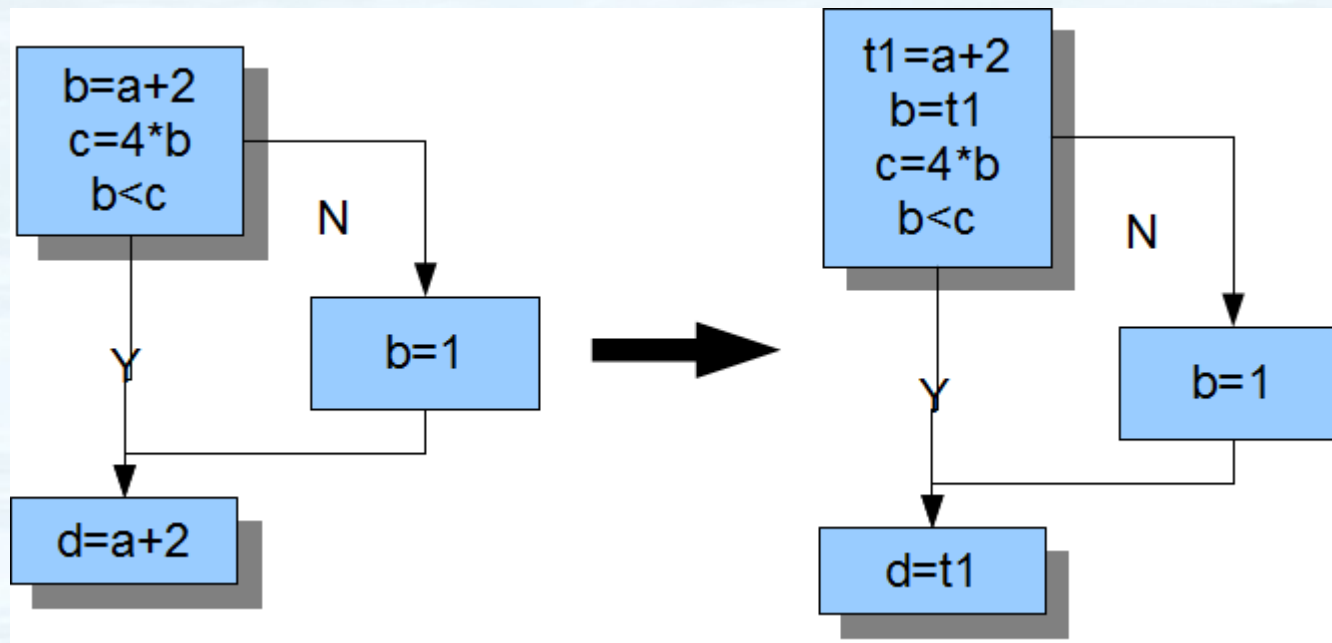 b=a+2
c=4*b
b<c
N
Y
b=1
d=a+2
t1=a+2
b=t1
c=4*b
b<c
N
Y
b=1
d=t1